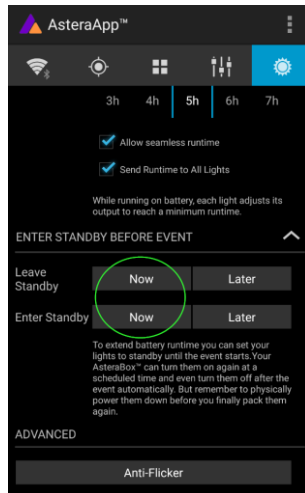 AsteraApp™
3h 4h 5h 6h 7h
Allow seamless runtime
Send Runtime to All Lights
While running on battery, each light adjusts its
output to reach a minimum runtime.
ENTER STANDBY BEFORE EVENT
Leave
Standby
Now Later
Enter Standby Now Later
To extend battery runtime you can set your
lights to standby until the event starts.Your
AsteraBox™ can turn them on again at a
scheduled time and even turn them off after the
event automatically. But remember to physically
power them down before you finally pack them
again.
ADVANCED
Anti-Flicker